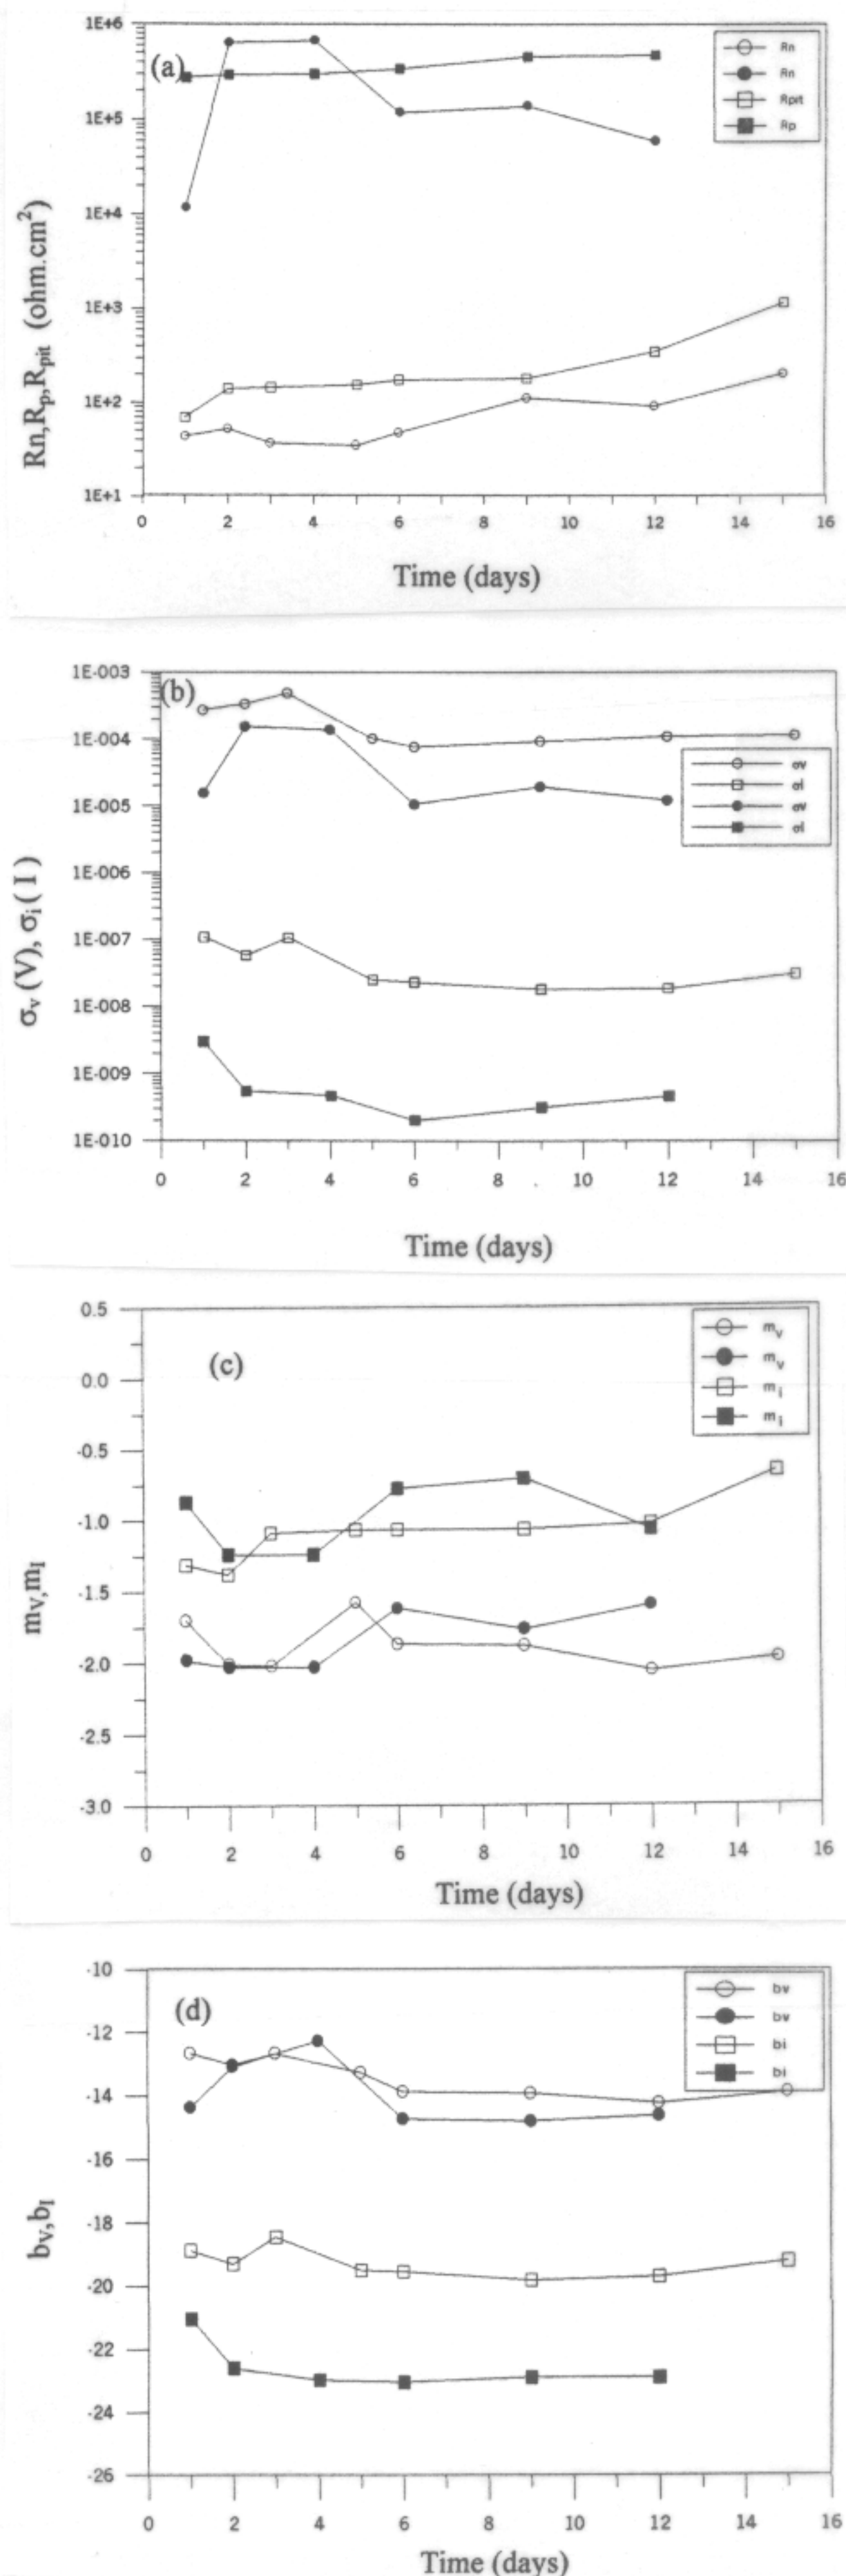 1E+6
(a)
Rn
Rn
Rpit
Rp
1E+5
1E+4
1E+3
1E+2
1E+1
Rn,Rp,Rpit (ohm.cm²)
0 2 4 6 8 10 12 14 16
Time (days)
1E-003
(b)
1E-004
σv
σi
σv
σi
1E-005
1E-006
1E-007
1E-008
1E-009
1E-010
σv (V), σi ( I )
0 2 4 6 8 10 12 14 16
Time (days)
0.5
mv
mv
mi
mi
(c)
0.0
-0.5
-1.0
-1.5
-2.0
-2.5
-3.0
mV,mI
0 2 4 6 8 10 12 14 16
Time (days)
-10
(d)
bv
bv
bi
bi
-12
-14
-16
-18
-20
-22
-24
-26
bV,bI
0 2 4 6 8 10 12 14 16
Time (days)